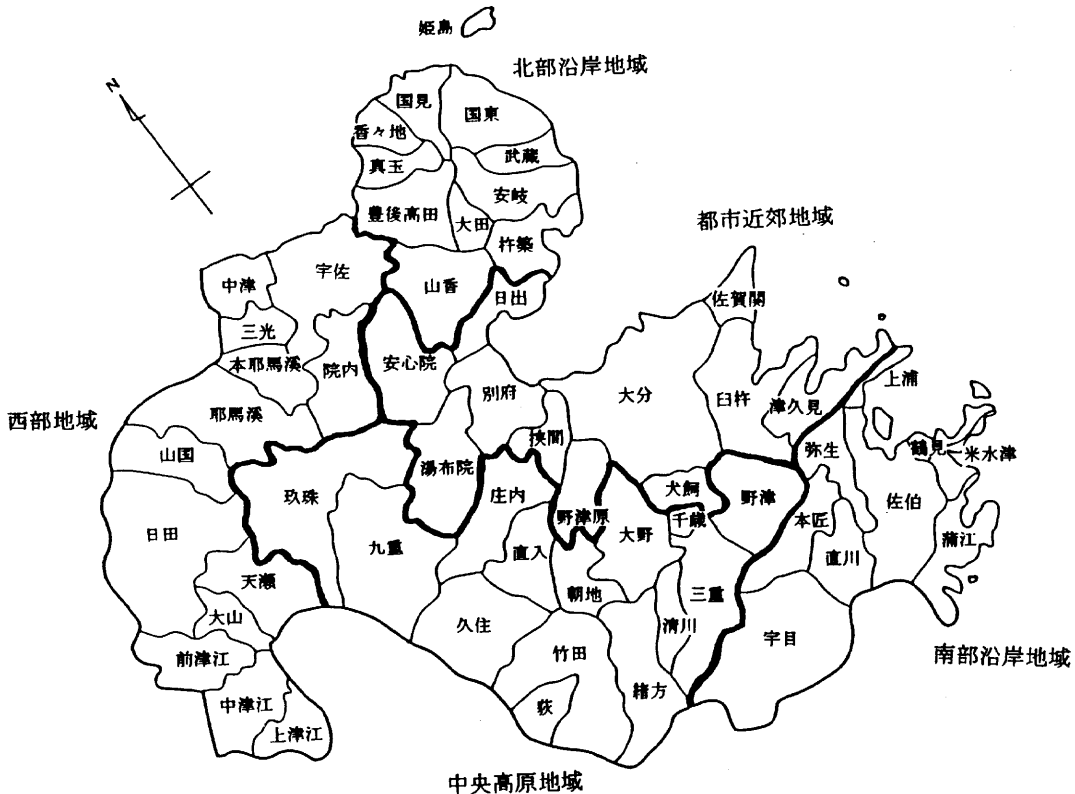 姫島
北部沿岸地域
N
国見
国東
香々地
武蔵
真玉
安岐
豊後高田
大田
都市近郊地域
杵築
宇佐
中津
山香
日出
佐賀関
三光
本耶馬溪
院内
安心院
別府
大分
臼杵
津久見
上浦
西部地域
耶馬溪
挾間
弥生
鶴見
米水津
山国
湯布院
玖珠
庄内
犬飼
野津
佐伯
野津原
千歳
本匠
日田
九重
直入
大野
蒲江
直川
天瀬
朝地
三重
大山
久住
清川
宇目
前津江
竹田
南部沿岸地域
中津江
荻
緒方
上津江
中央高原地域